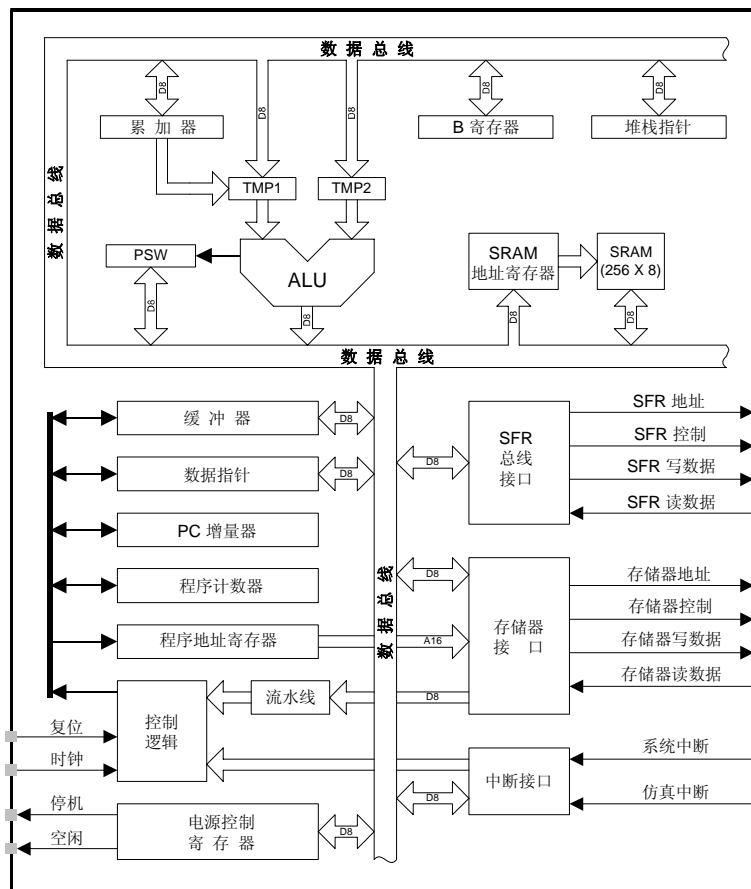 数 据 总 线
D8
D8
D8
D8
D8
累 加 器
B 寄存器
堆栈指针
数 据 总 线
TMP1
TMP2
PSW
ALU
SRAM
地址寄存器
SRAM
(256 X 8)
D8
D8
D8
D8
数 据 总 线
缓 冲 器
D8
SFR
总线
接口
D8
SFR 地址
SFR 控制
SFR 写数据
SFR 读数据
数据指针
D8
PC 增量器
程序计数器
数 据 总 线
D8
存储器
接 口
存储器地址
存储器控制
存储器写数据
存储器读数据
程序地址寄存器
A16
流水线
D8
复位
时钟
控制
逻辑
中断接口
系统中断
仿真中断
D8
停机
空闲
电源控制
寄 存 器
D8